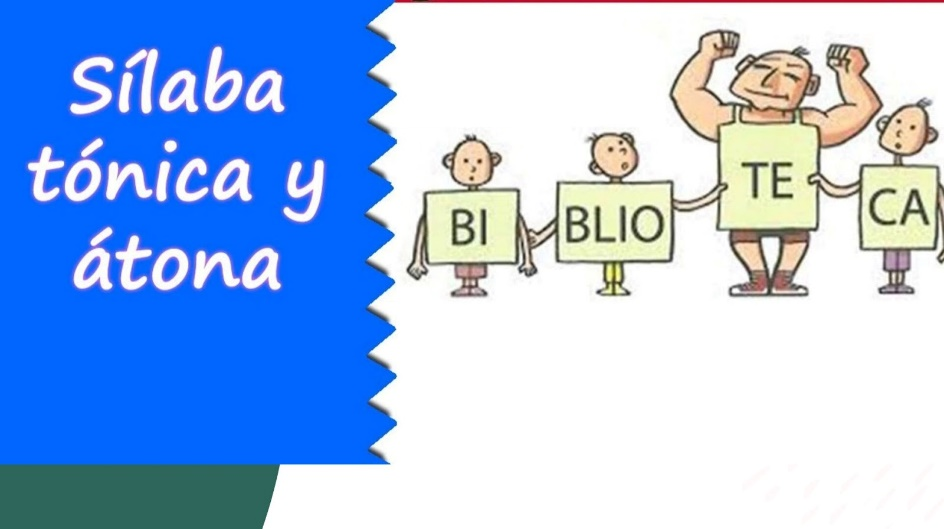 Sílaba
tónica y
átona
BI
BLIO
TE
CA